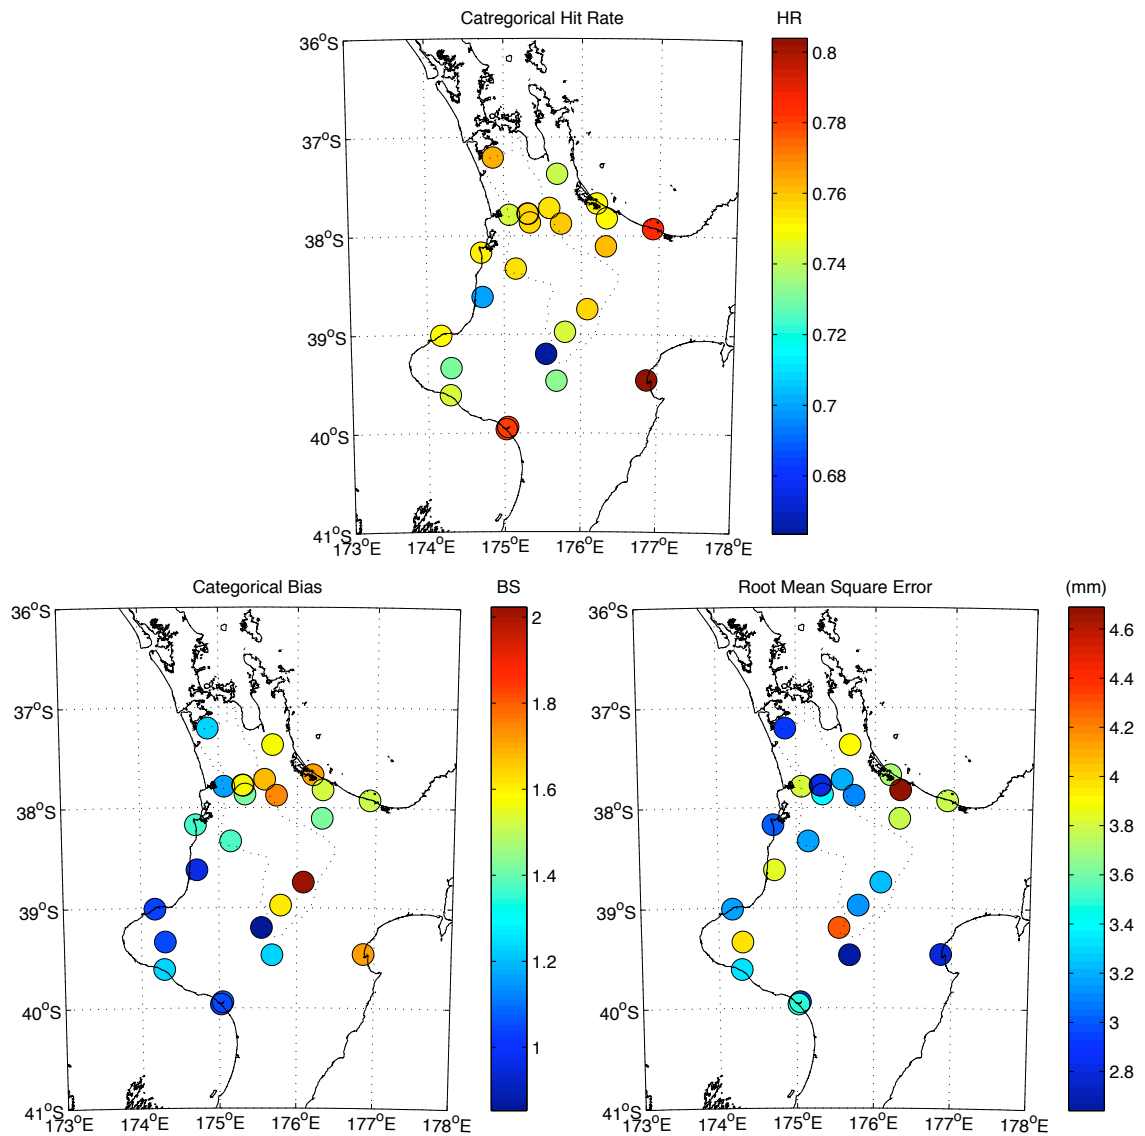 Catregorical Hit Rate HR
36°S
37°S
38°S
39°S
40°S
41°S
173°E 174°E 175°E 176°E 177°E 178°E
0.8
0.78
0.76
0.74
0.72
0.7
0.68
Categorical Bias BS
36°S
37°S
38°S
39°S
40°S
41°S
173°E 174°E 175°E 176°E 177°E 178°E
2
1.8
1.6
1.4
1.2
1
Root Mean Square Error (mm)
36°S
37°S
38°S
39°S
40°S
41°S
173°E 174°E 175°E 176°E 177°E 178°E
4.6
4.4
4.2
4
3.8
3.6
3.4
3.2
3
2.8